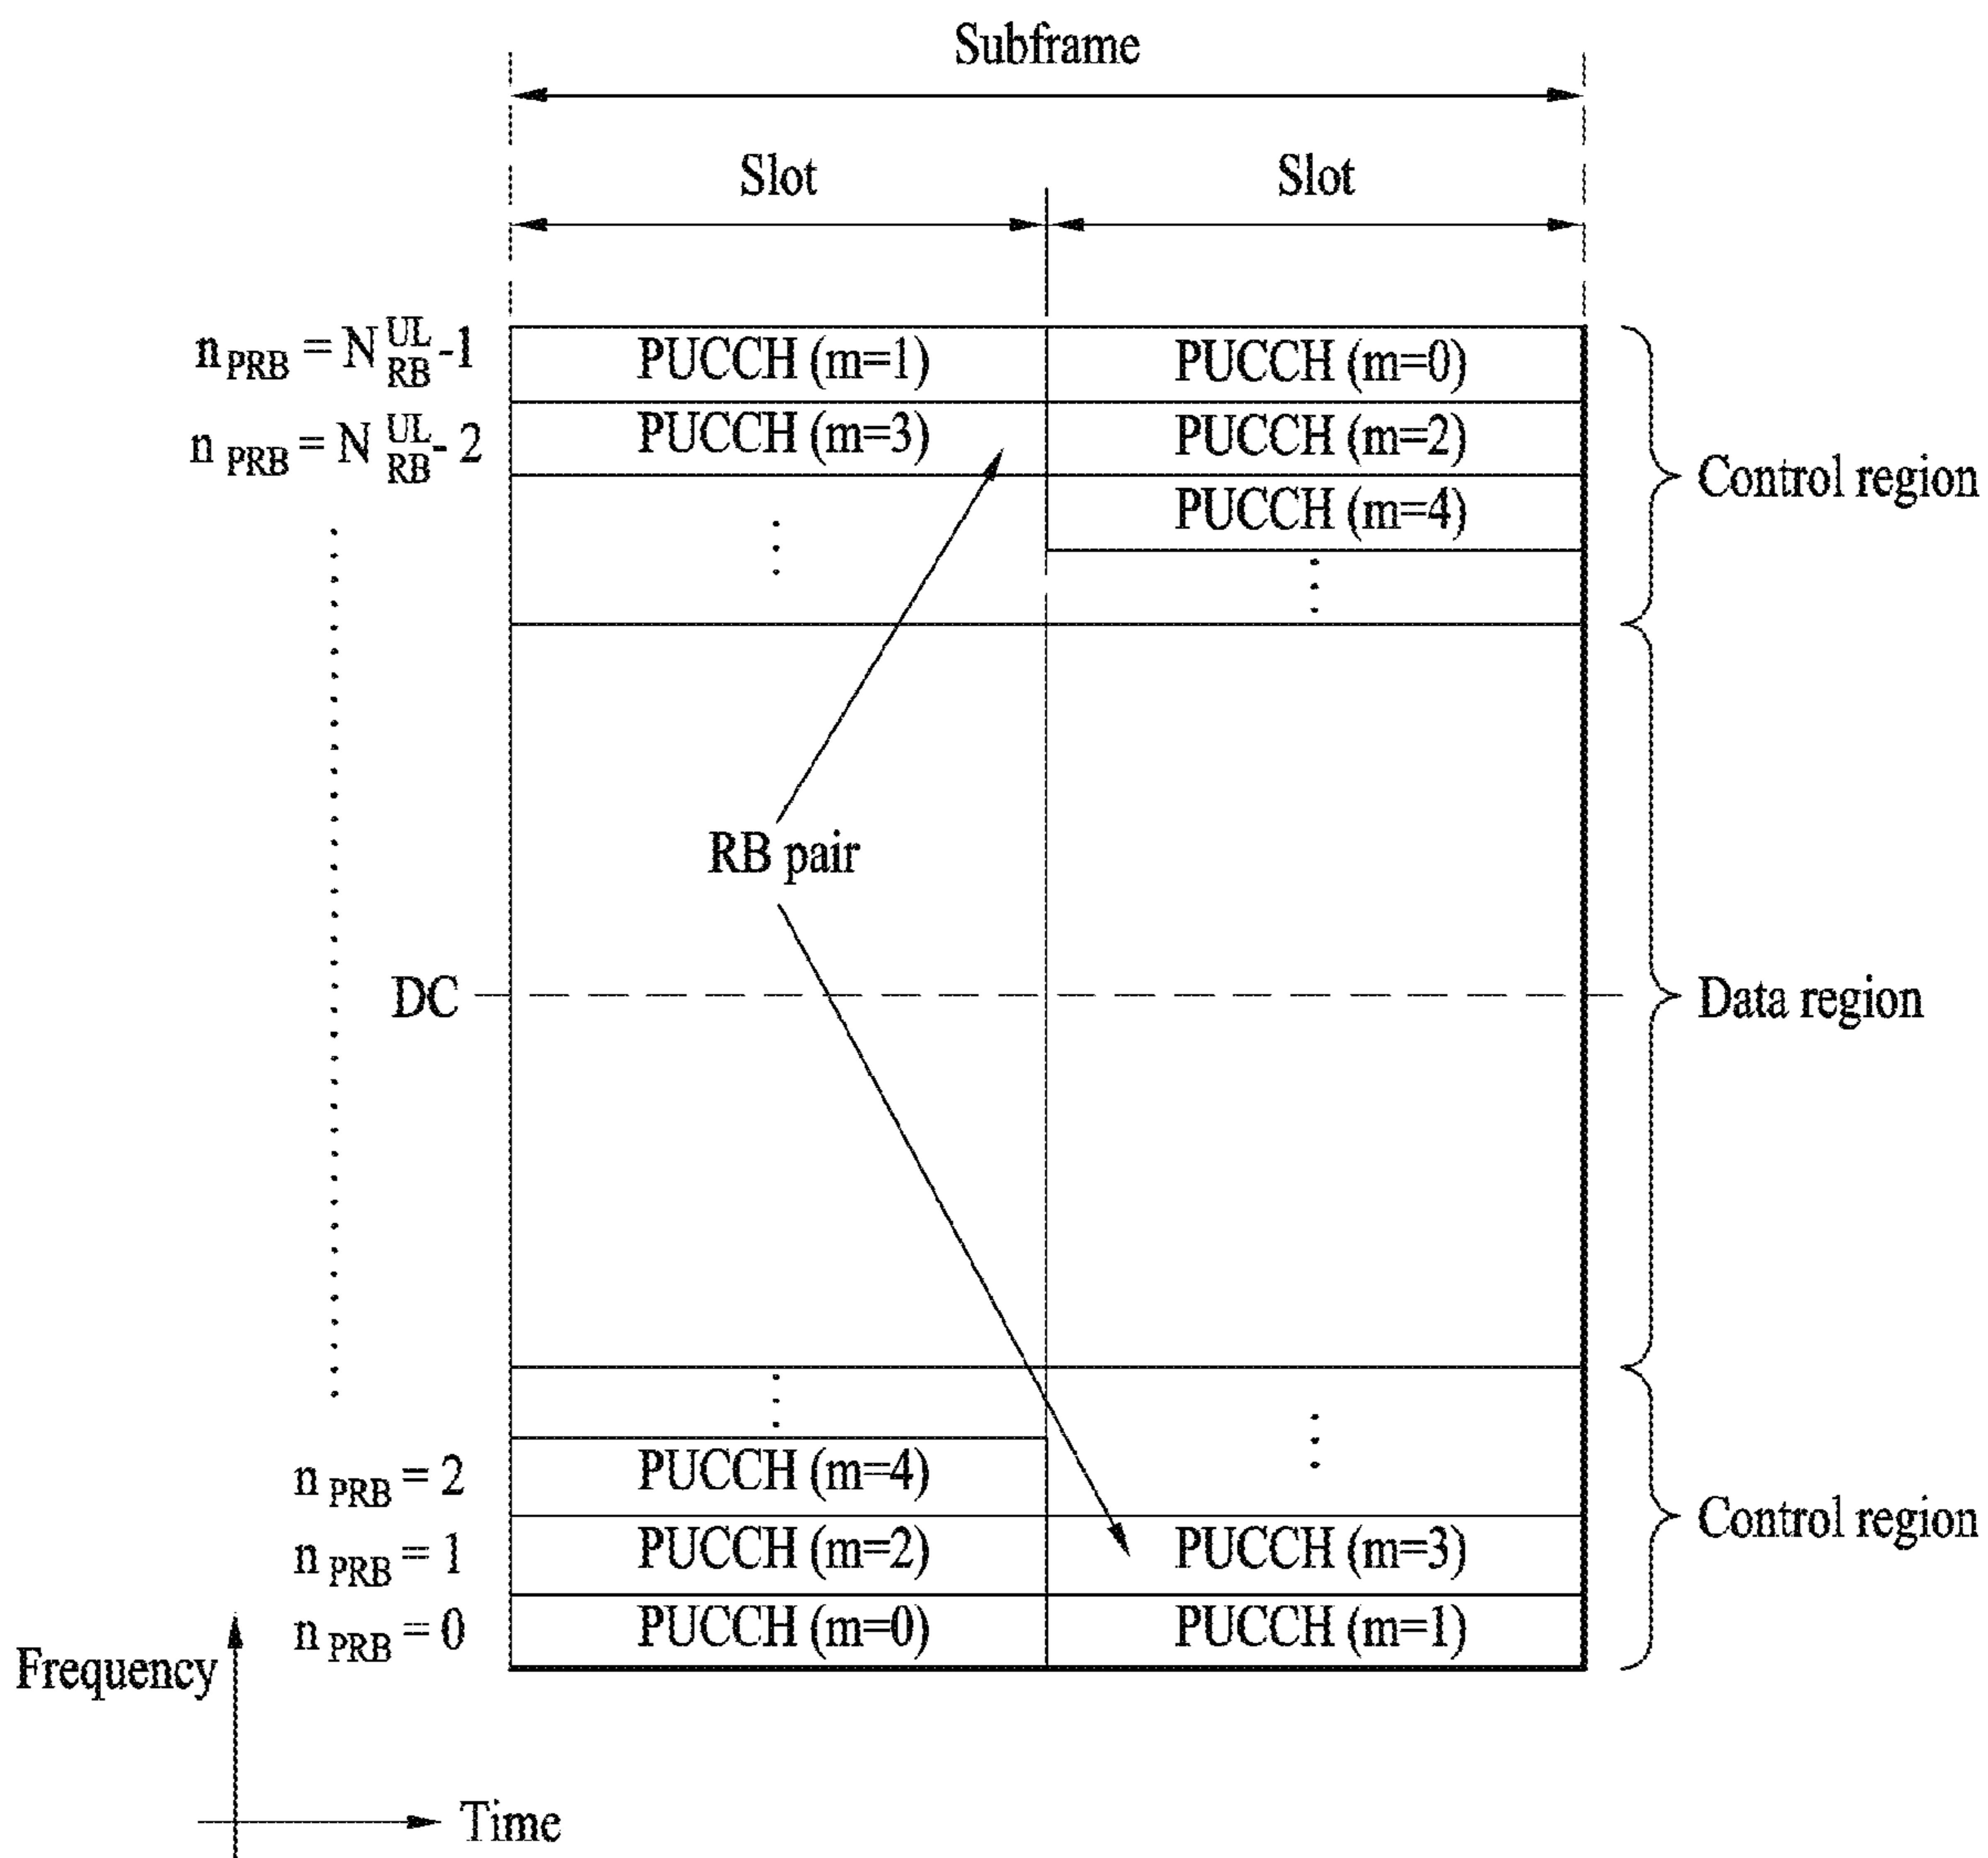 Subframe
Slot Slot
n PRB = N UL RB -1 PUCCH (m=1) PUCCH (m=0)
n PRB = N UL RB - 2 PUCCH (m=3) PUCCH (m=2)
Control region
PUCCH (m=4)
RB pair
DC Data region
n PRB = 2 PUCCH (m=4)
Control region
n PRB = 1 PUCCH (m=2) PUCCH (m=3)
n PRB = 0 PUCCH (m=0) PUCCH (m=1)
Frequency
Time